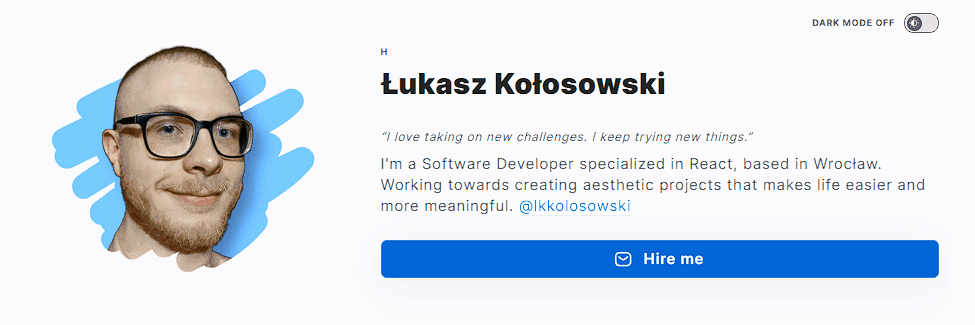 DARK MODE OFF
H
Łukasz Kołosowski
“I love taking on new challenges. I keep trying new things.”
I'm a Software Developer specialized in React, based in Wrocław.
Working towards creating aesthetic projects that makes life easier and
more meaningful. @lkkolosowski
Hire me